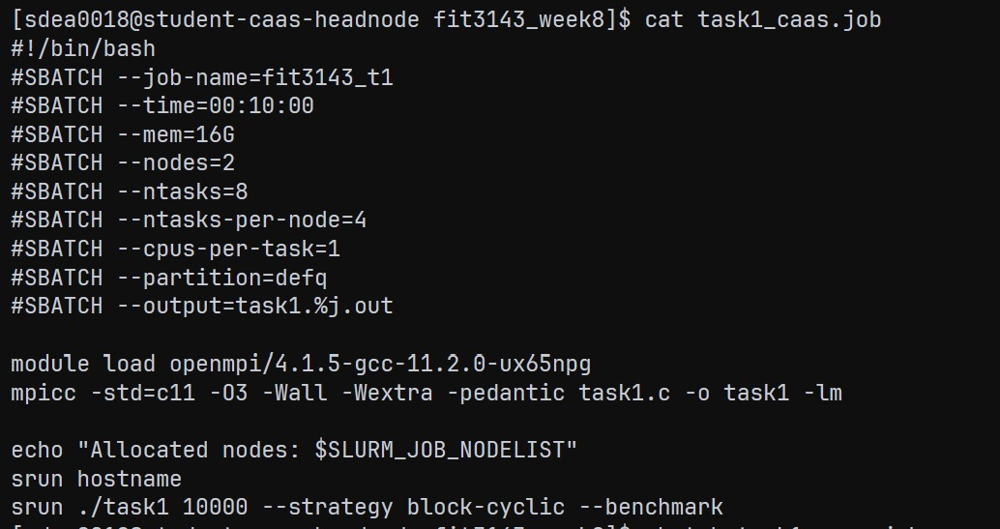 [sdea0018@student-caas-headnode fit3143_week8]$ cat task1_caas.job
#!/bin/bash
#SBATCH --job-name=fit3143_t1
#SBATCH --time=00:10:00
#SBATCH --mem=16G
#SBATCH --nodes=2
#SBATCH --ntasks=8
#SBATCH --ntasks-per-node=4
#SBATCH --cpus-per-task=1
#SBATCH --partition=defq
#SBATCH --output=task1.%j.out

module load openmpi/4.1.5-gcc-11.2.0-ux65npg
mpicc -std=c11 -O3 -Wall -Wextra -pedantic task1.c -o task1 -lm

echo "Allocated nodes: $SLURM_JOB_NODELIST"
srun hostname
srun ./task1 10000 --strategy block-cyclic --benchmark